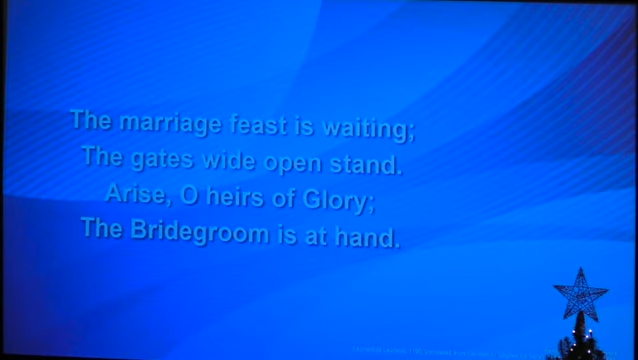 The marriage feast is waiting;
The gates wide open stand.
Arise, O heirs of Glory;
The Bridegroom is at hand.